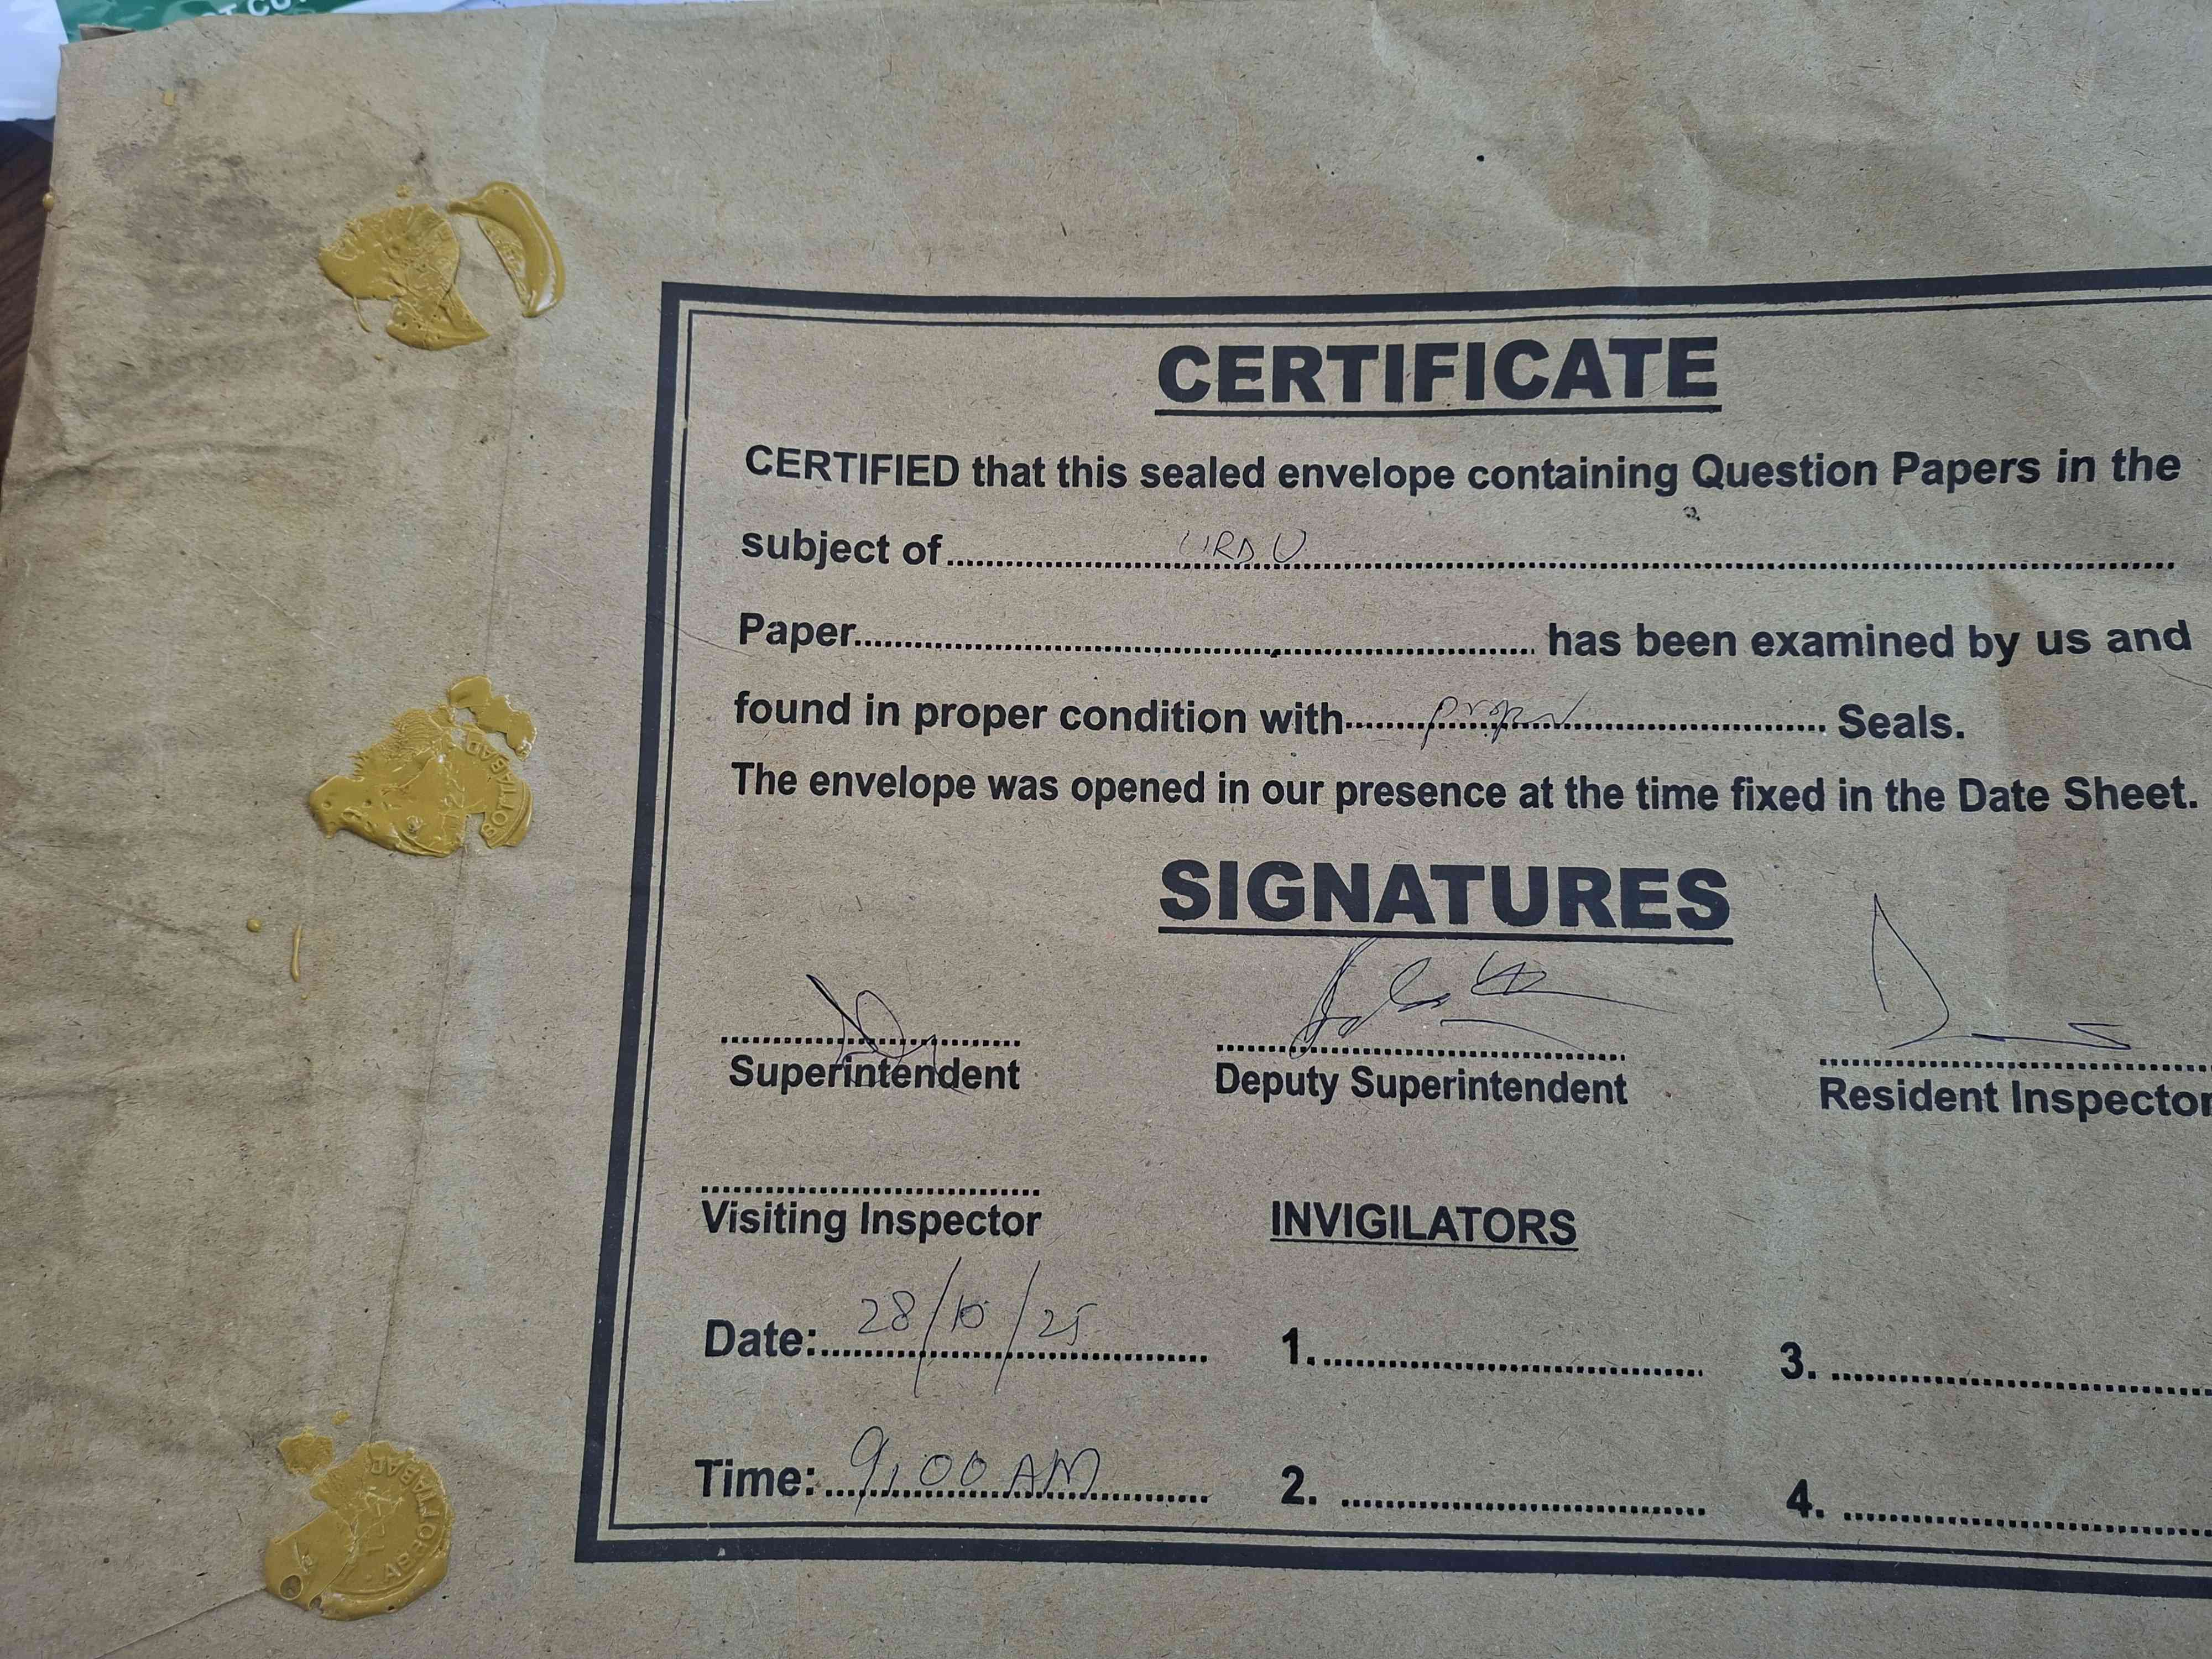 CERTIFICATE
CERTIFIED that this sealed envelope containing Question Papers in the
subject of URDU
Paper has been examined by us and
found in proper condition with proper Seals.
The envelope was opened in our presence at the time fixed in the Date Sheet.
SIGNATURES
Superintendent Deputy Superintendent Resident Inspector
Visiting Inspector INVIGILATORS
Date: 28/10/25 1. 3.
Time: 9:00 AM 2. 4.